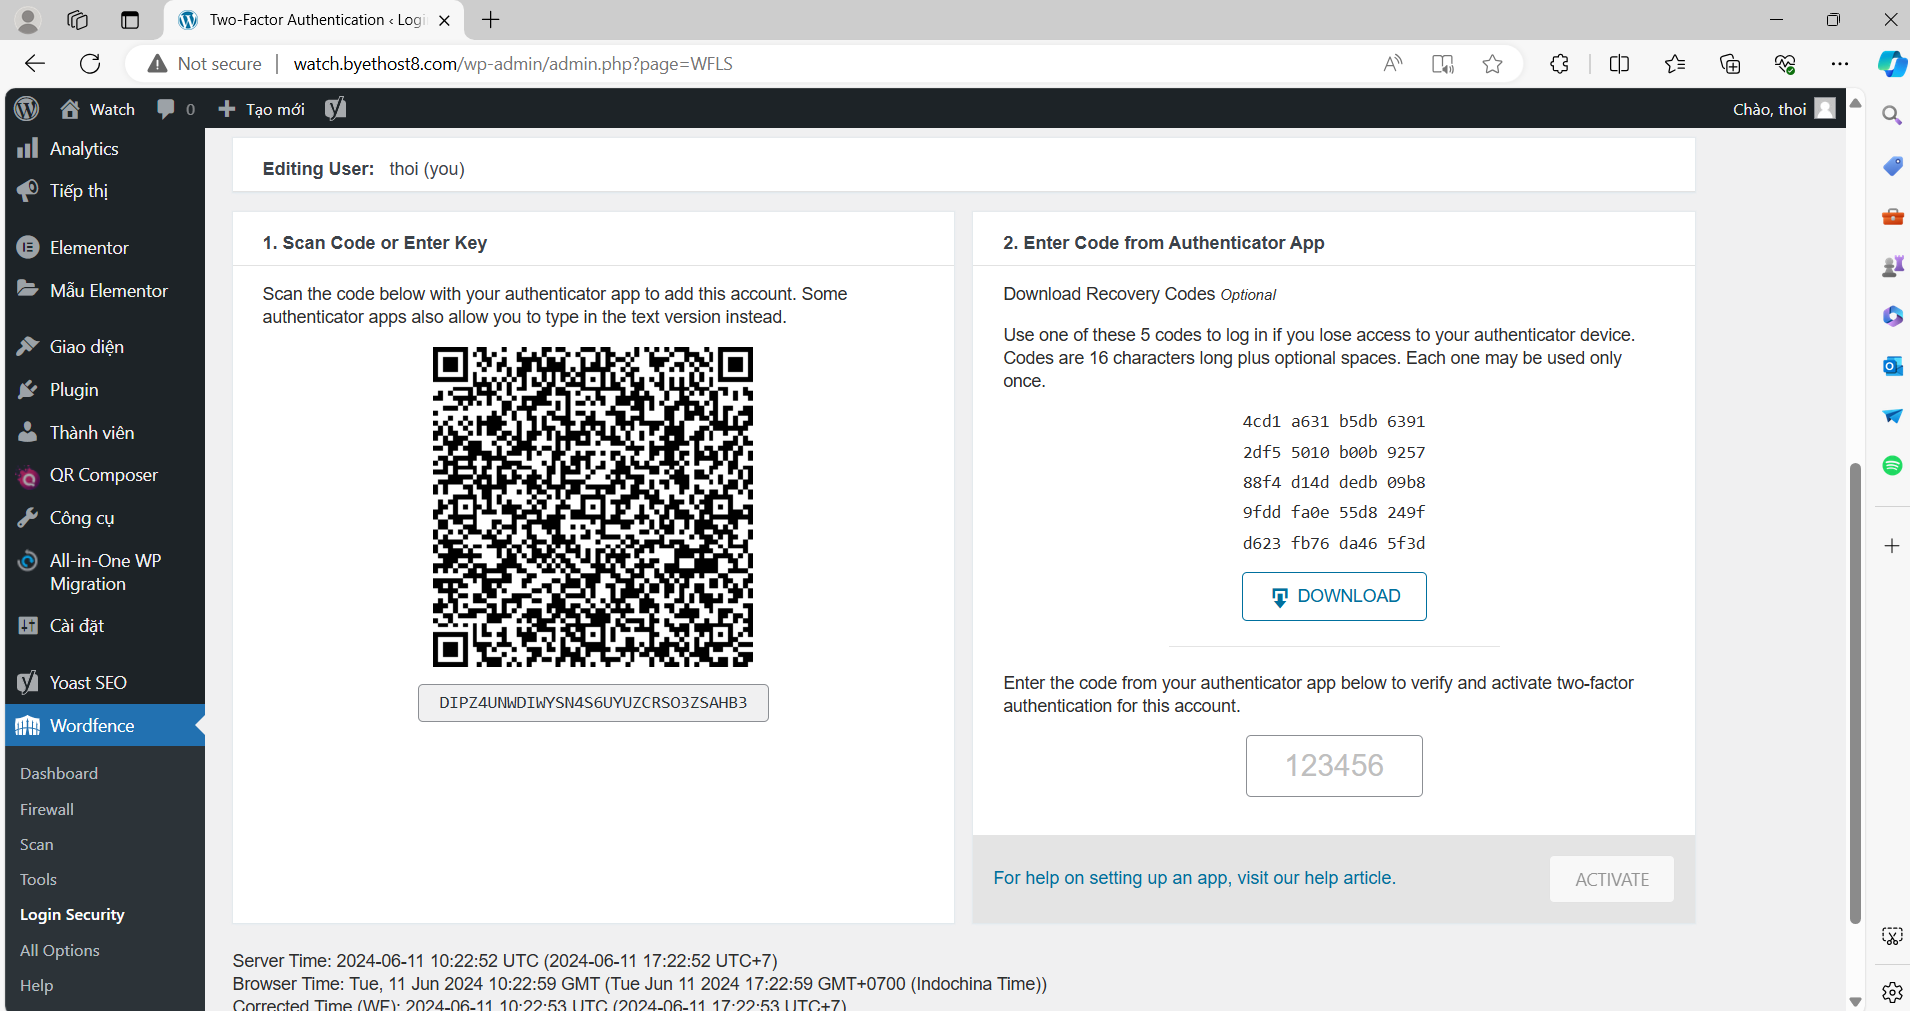 Two-Factor Authentication ‹ Logi
Not secure
watch.byethost8.com/wp-admin/admin.php?page=WFLS
Watch
0
Tạo mới
Chào, thoi
Analytics
Tiếp thị
Elementor
Mẫu Elementor
Giao diện
Plugin
Thành viên
QR Composer
Công cụ
All-in-One WP
Migration
Cài đặt
Yoast SEO
Wordfence
Dashboard
Firewall
Scan
Tools
Login Security
All Options
Help
Editing User: thoi (you)
1. Scan Code or Enter Key
Scan the code below with your authenticator app to add this account. Some
authenticator apps also allow you to type in the text version instead.
DIPZ4UNWDIWYSN4S6UYUZCRSO3ZSAHB3
2. Enter Code from Authenticator App
Download Recovery Codes Optional
Use one of these 5 codes to log in if you lose access to your authenticator device.
Codes are 16 characters long plus optional spaces. Each one may be used only
once.
4cd1 a631 b5db 6391
2df5 5010 b00b 9257
88f4 d14d dedb 09b8
9fdd fa0e 55d8 249f
d623 fb76 da46 5f3d
DOWNLOAD
Enter the code from your authenticator app below to verify and activate two-factor
authentication for this account.
123456
For help on setting up an app, visit our help article.
ACTIVATE
Server Time: 2024-06-11 10:22:52 UTC (2024-06-11 17:22:52 UTC+7)
Browser Time: Tue, 11 Jun 2024 10:22:59 GMT (Tue Jun 11 2024 17:22:59 GMT+0700 (Indochina Time))
Corrected Time (WF): 2024-06-11 10:22:53 UTC (2024-06-11 17:22:53 UTC+7)